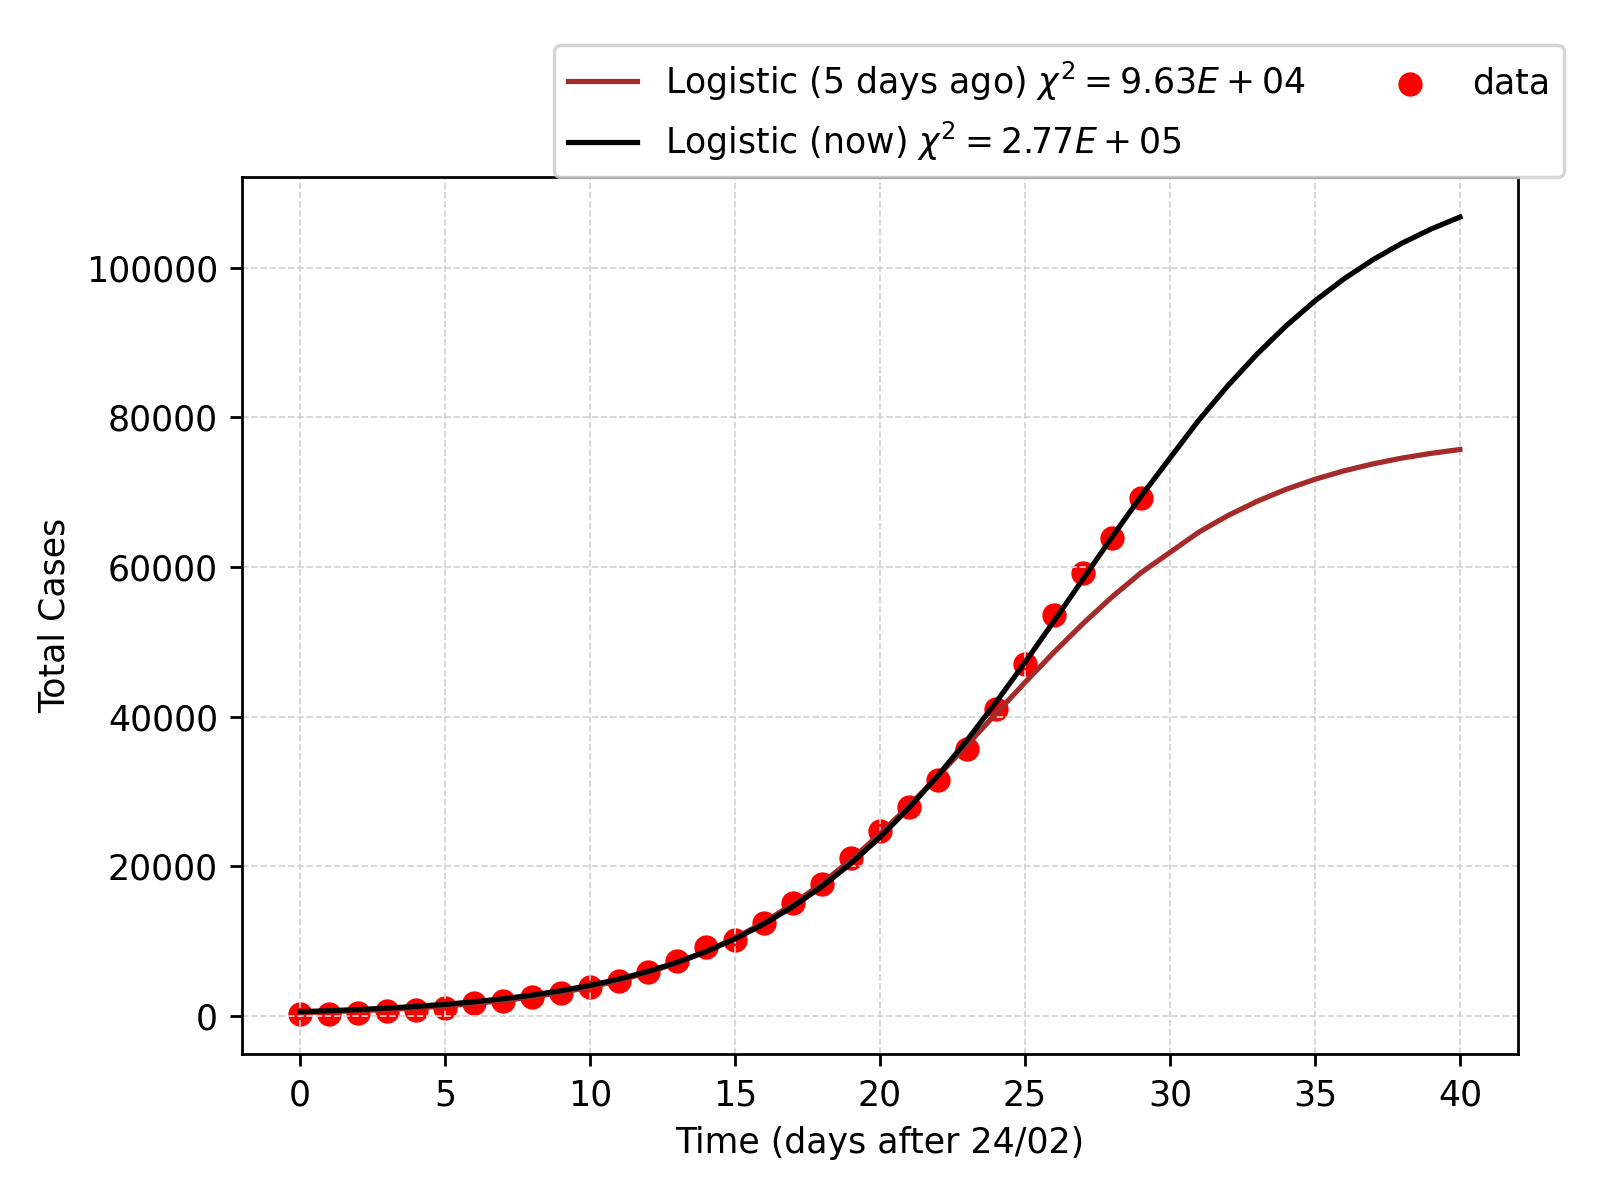 Logistic (5 days ago) χ² = 9.63E + 04
data
Logistic (now) χ² = 2.77E + 05
100000
80000
60000
40000
20000
0
Total Cases
0 5 10 15 20 25 30 35 40
Time (days after 24/02)